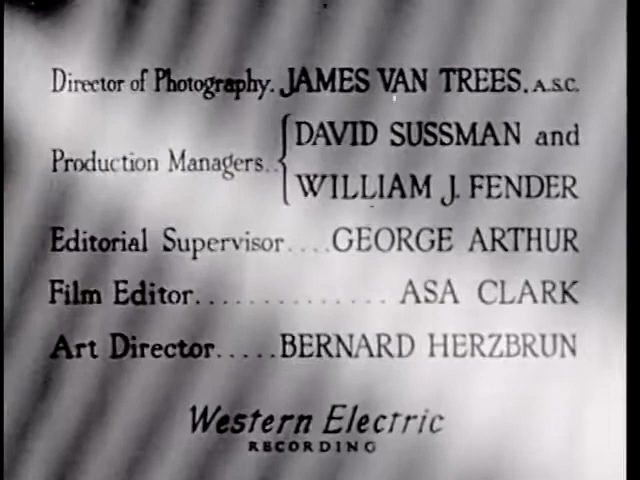 Director of Photography. JAMES VAN TREES, A.S.C.
Production Managers.. DAVID SUSSMAN and
WILLIAM J. FENDER
Editorial Supervisor.... GEORGE ARTHUR
Film Editor.............. ASA CLARK
Art Director..... BERNARD HERZBRUN
Western Electric
RECORDING